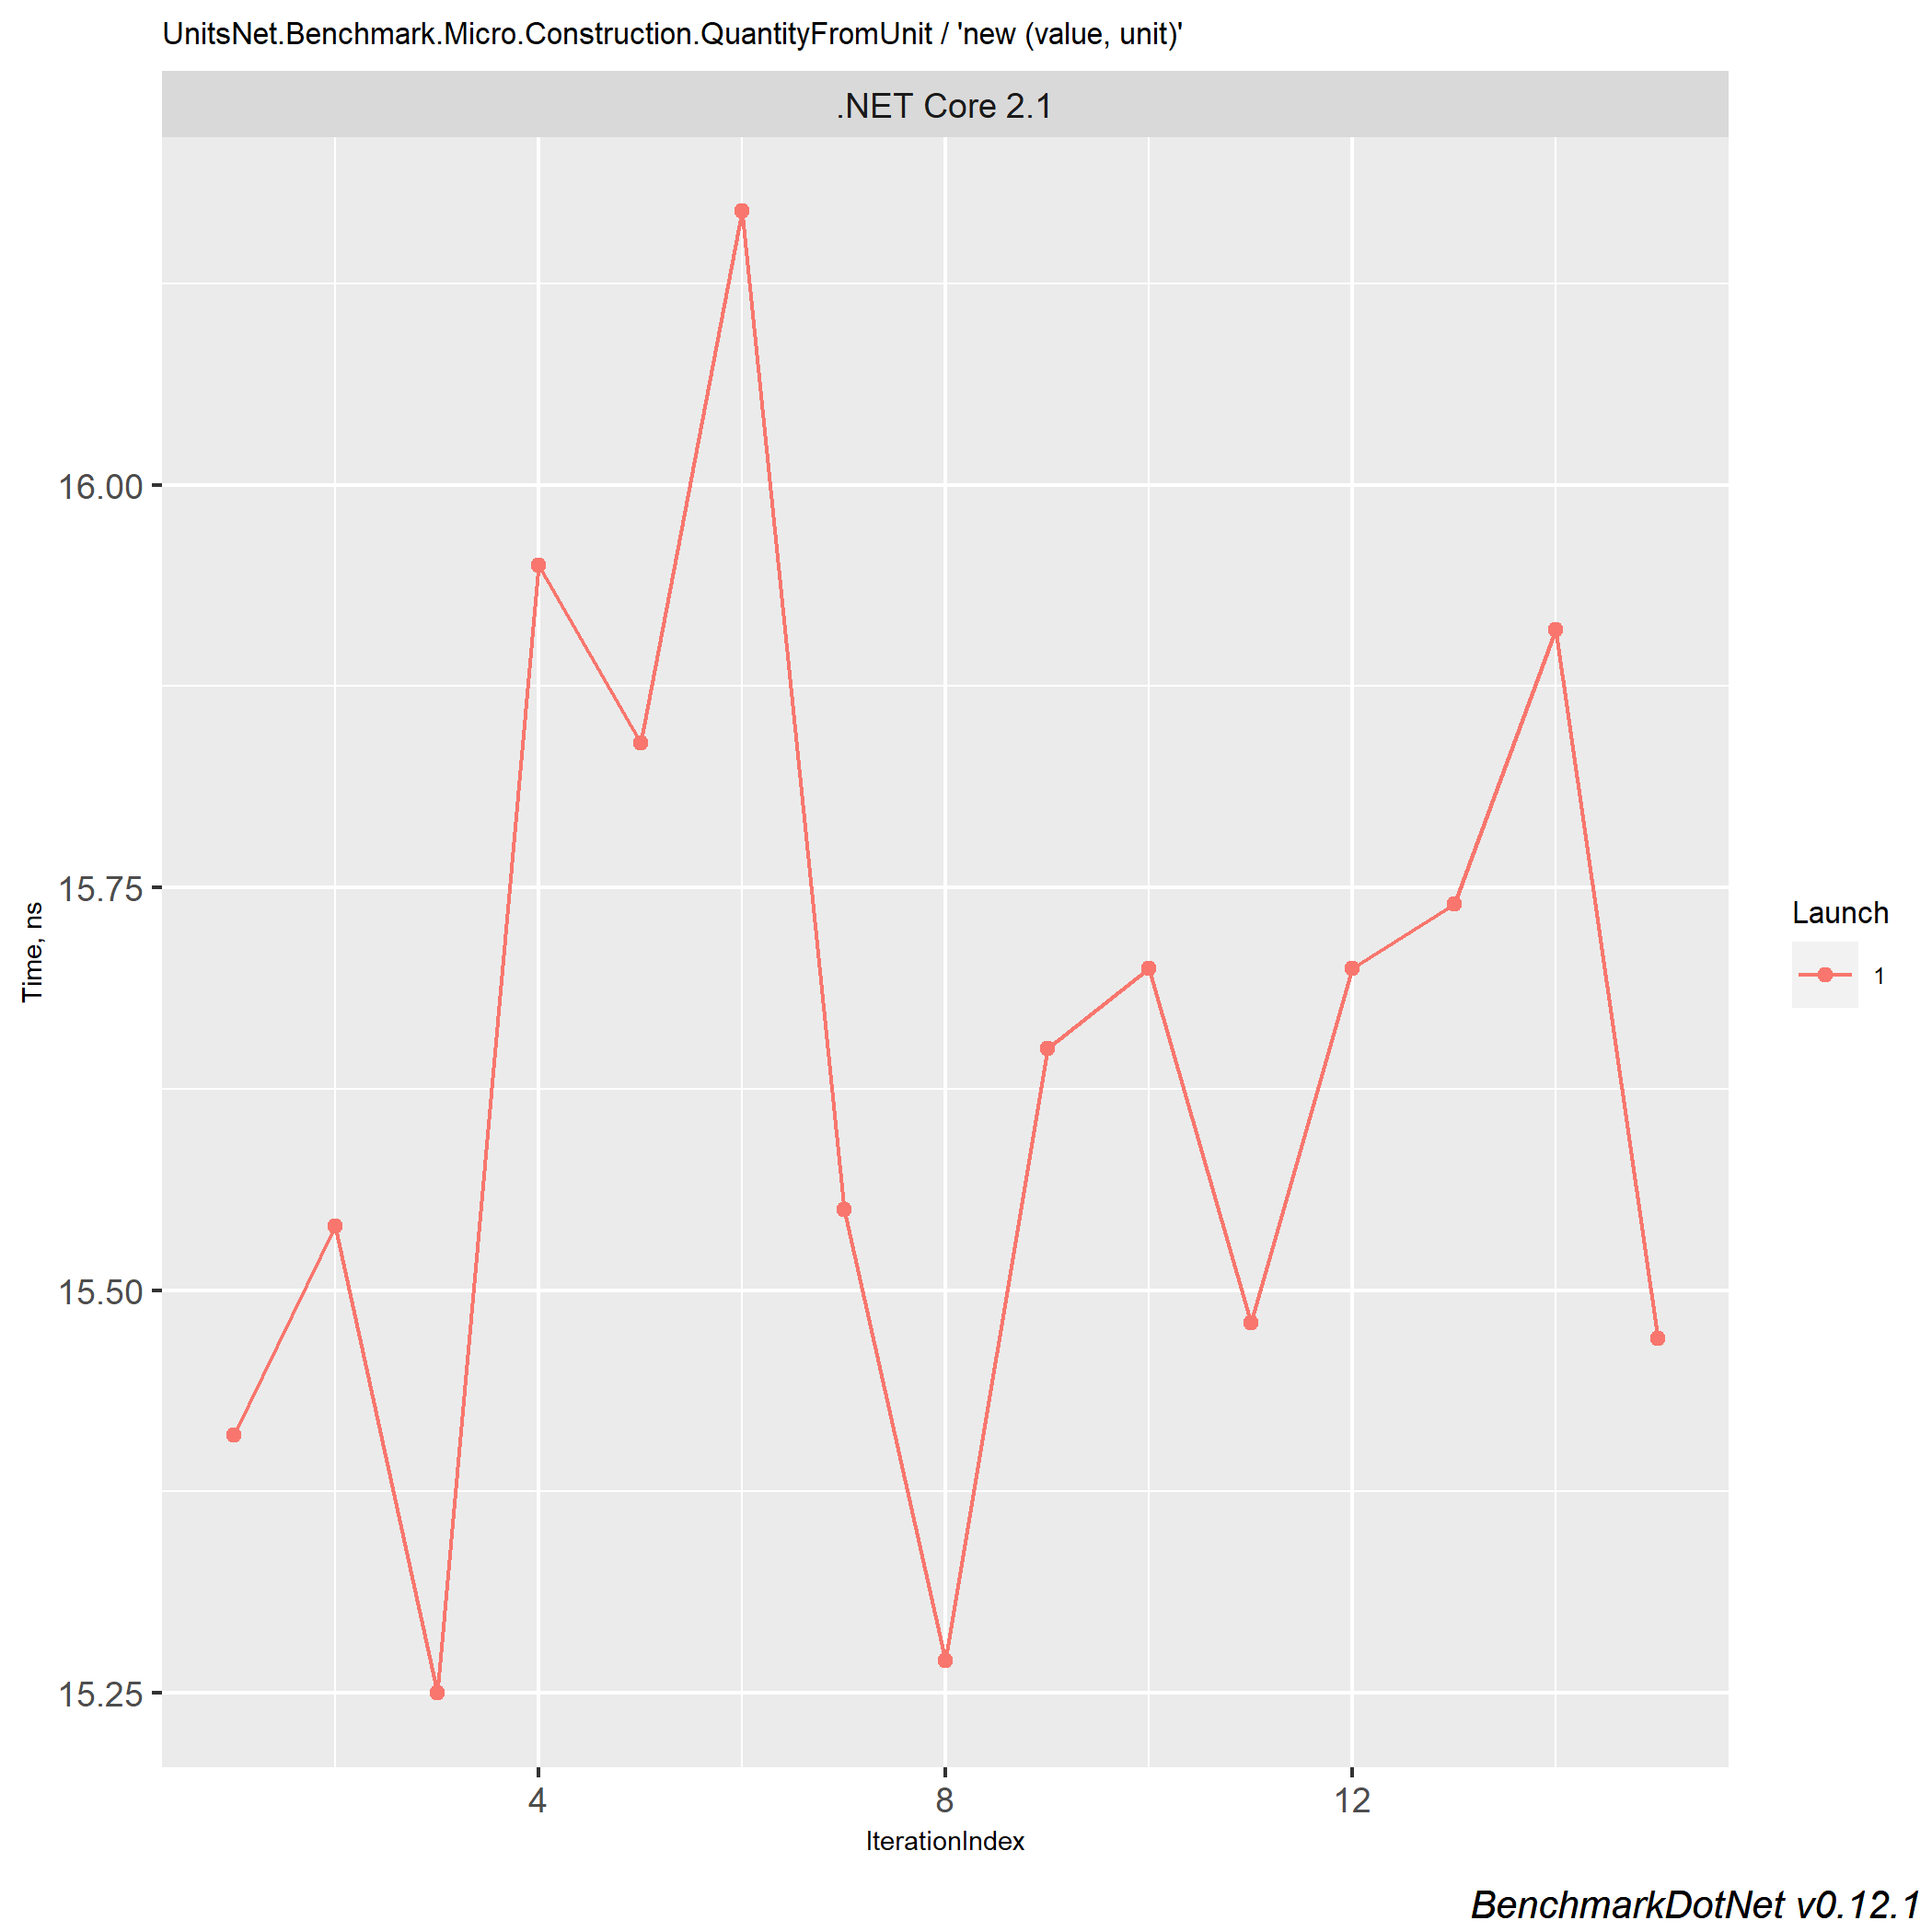 UnitsNet.Benchmark.Micro.Construction.QuantityFromUnit / 'new (value, unit)'
.NET Core 2.1
16.00
15.75
15.50
15.25
Time, ns
4
8
12
IterationIndex
Launch
1
BenchmarkDotNet v0.12.1